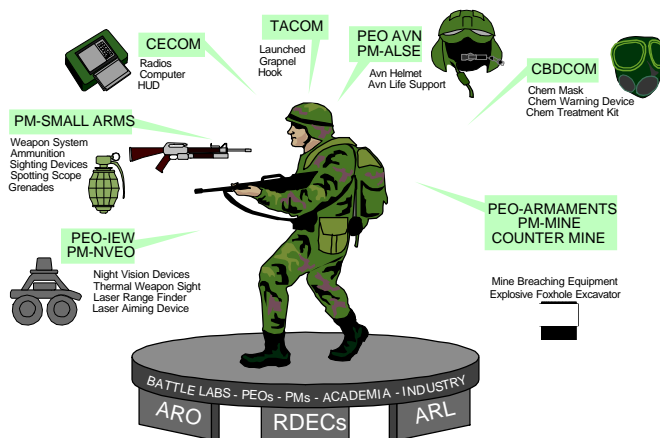 CECOM
Radios
Computer
HUD
TACOM
Launched
Grapnel
Hook
PEO AVN
PM-ALSE
Avn Helmet
Avn Life Support
CBDCOM
Chem Mask
Chem Warning Device
Chem Treatment Kit
PM-SMALL ARMS
Weapon System
Ammunition
Sighting Devices
Spotting Scope
Grenades
PEO-IEW
PM-NVEO
Night Vision Devices
Thermal Weapon Sight
Laser Range Finder
Laser Aiming Device
PEO-ARMAMENTS
PM-MINE
COUNTER MINE
Mine Breaching Equipment
Explosive Foxhole Excavator
BATTLE LABS - PEOs - PMs - ACADEMIA - INDUSTRY
ARO
RDECs
ARL